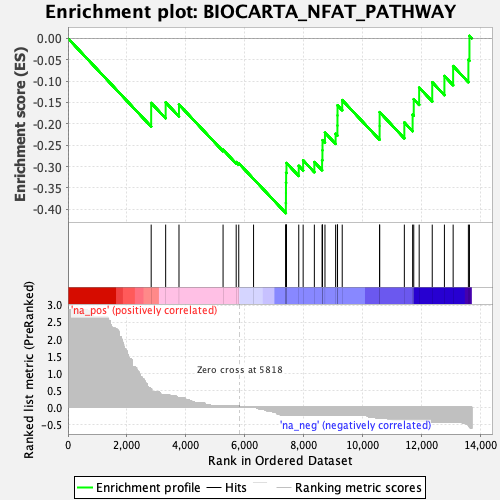 Enrichment plot: BIOCARTA_NFAT_PATHWAY
Enrichment score (ES)
0.00
-0.05
-0.10
-0.15
-0.20
-0.25
-0.30
-0.35
-0.40
'na_pos' (positively correlated)
Ranked list metric (PreRanked)
3.0
2.5
2.0
1.5
1.0
0.5
0.0
-0.5
Zero cross at 5818
'na_neg' (negatively correlated)
0
2,000
4,000
6,000
8,000
10,000
12,000
14,000
Rank in Ordered Dataset
Enrichment profile
Hits
Ranking metric scores